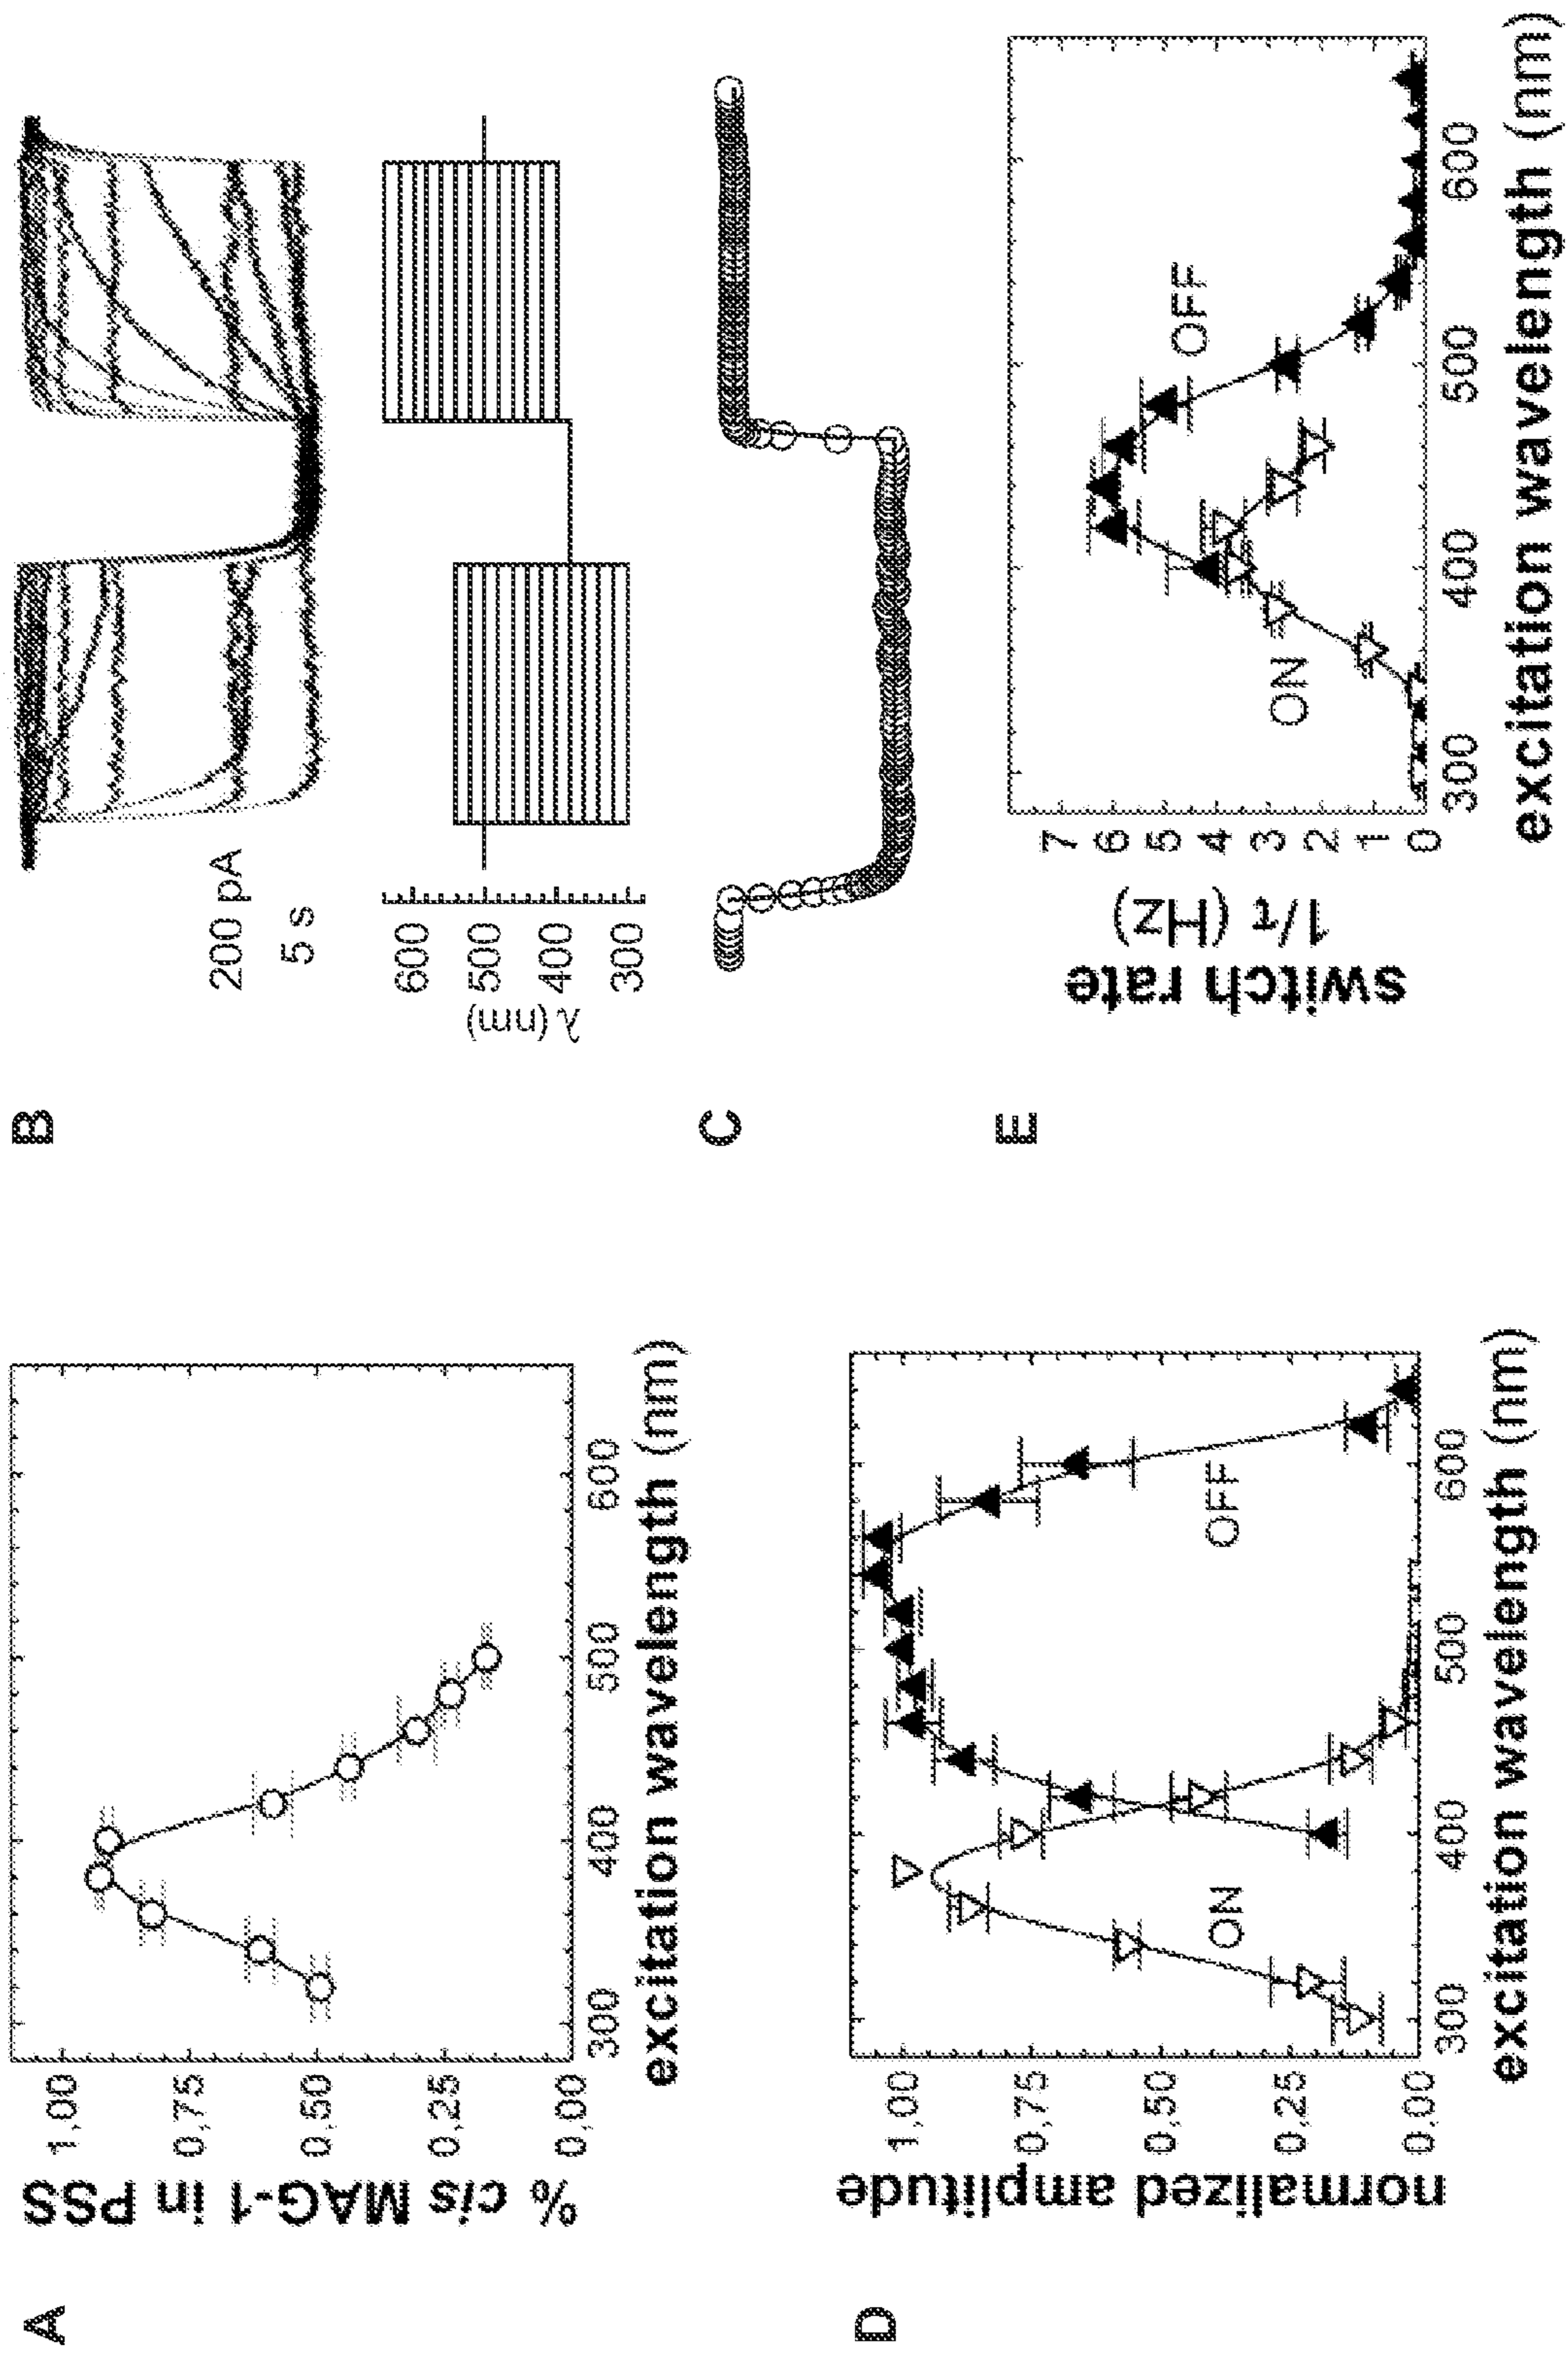 A
% cis MAG-1 in PSS
1,00
0,75
0,50
0,25
0,00
300 400 500 600
excitation wavelength (nm)
B
200 pA
5 s
λ (nm)
600
500
400
300
C
D
normalized amplitude
1,00
0,75
0,50
0,25
0.00
ON
OFF
300 400 500 600
excitation wavelength (nm)
E
switch rate
1/τ (Hz)
7
6
5
4
3
2
1
0
ON
OFF
300 400 500 600
excitation wavelength (nm)